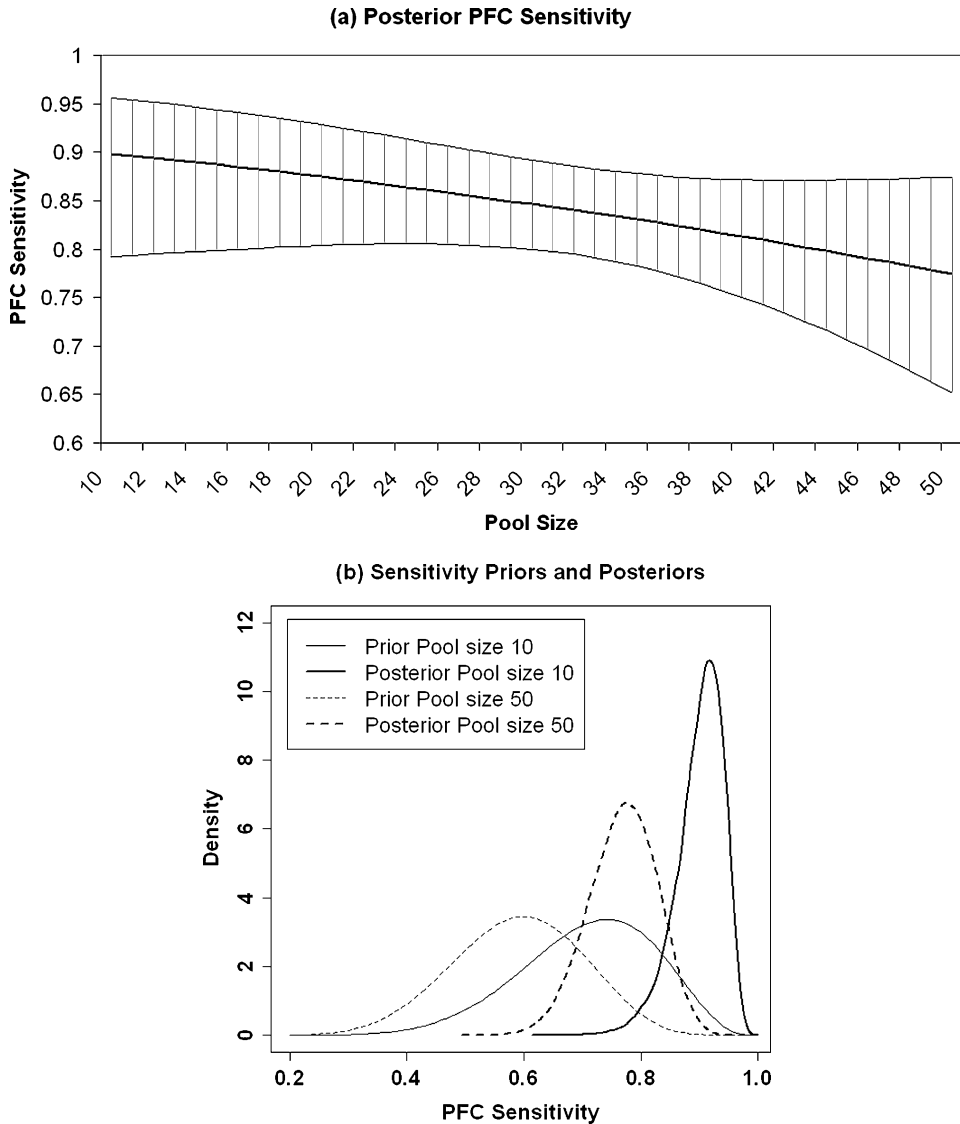 (a) Posterior PFC Sensitivity
1
0.95
0.9
0.85
0.8
0.75
0.7
0.65
0.6
PFC Sensitivity
10 12 14 16 18 20 22 24 26 28 30 32 34 36 38 40 42 44 46 48 50
Pool Size
(b) Sensitivity Priors and Posteriors
12
10
8
6
4
2
0
Density
Prior Pool size 10
Posterior Pool size 10
Prior Pool size 50
Posterior Pool size 50
0.2 0.4 0.6 0.8 1.0
PFC Sensitivity